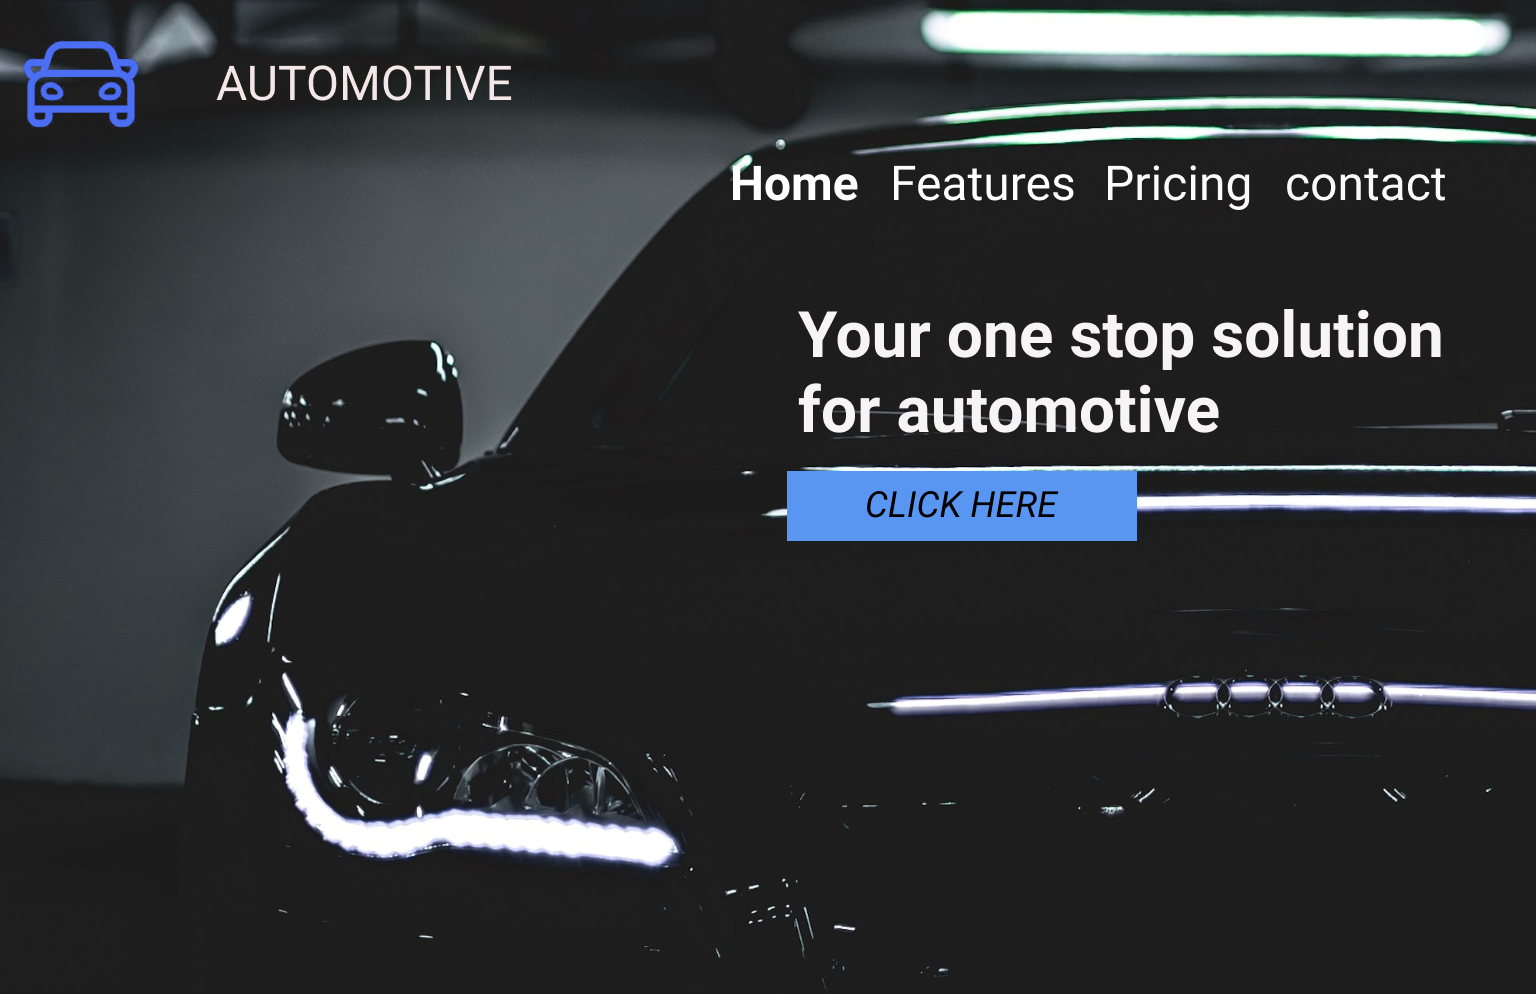 AUTOMOTIVE
Home Features Pricing contact
Your one stop solution
for automotive
CLICK HERE